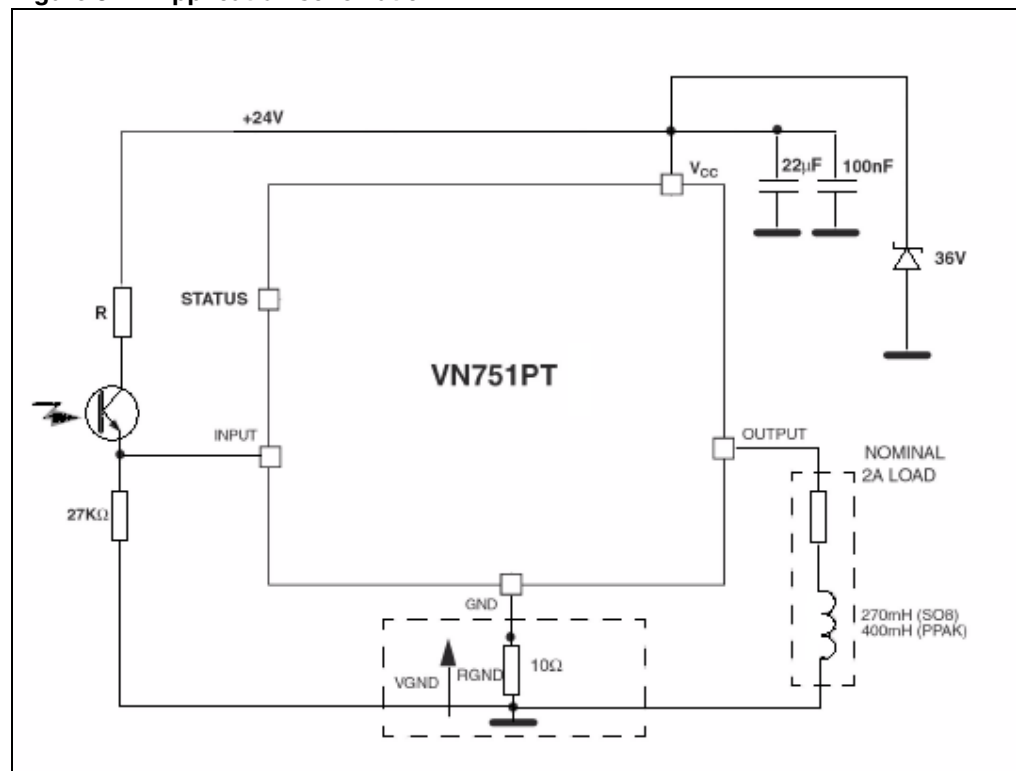 +24V
VCC
22µF
100nF
36V
R
STATUS
VN751PT
INPUT
OUTPUT
NOMINAL
2A LOAD
27KΩ
GND
270mH (SO8)
400mH (PPAK)
VGND
RGND
10Ω